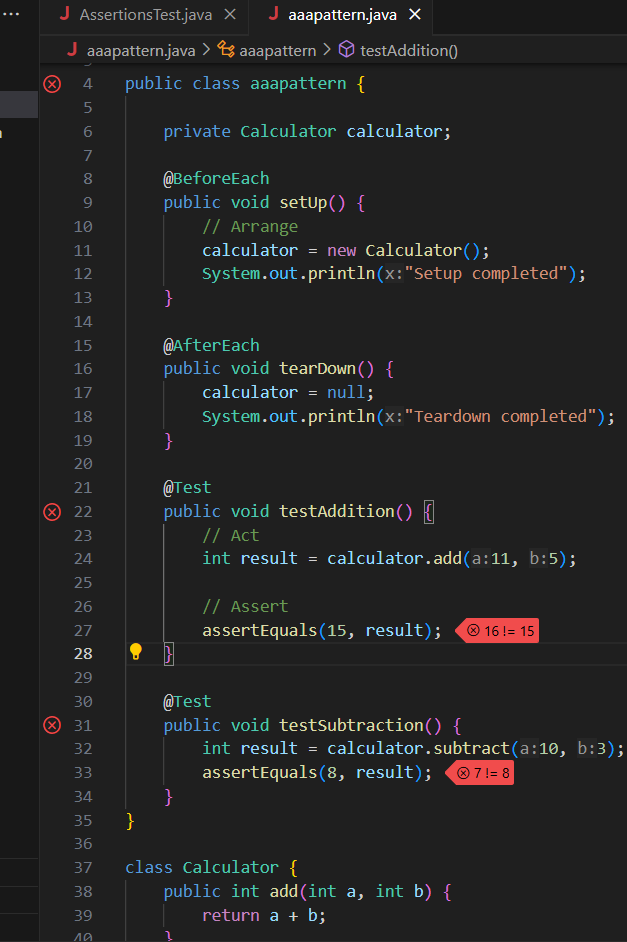 ... J AssertionsTest.java × J aaapattern.java ×
J aaapattern.java > aaapattern > testAddition()
4 public class aaapattern {
5
6 private Calculator calculator;
7
8 @BeforeEach
9 public void setUp() {
10 // Arrange
11 calculator = new Calculator();
12 System.out.println(x:"Setup completed");
13 }
14
15 @AfterEach
16 public void tearDown() {
17 calculator = null;
18 System.out.println(x:"Teardown completed");
19 }
20
21 @Test
22 public void testAddition() {
23 // Act
24 int result = calculator.add(a:11, b:5);
25
26 // Assert
27 assertEquals(15, result); 16 != 15
28 }
29
30 @Test
31 public void testSubtraction() {
32 int result = calculator.subtract(a:10, b:3);
33 assertEquals(8, result); 7 != 8
34 }
35 }
36
37 class Calculator {
38 public int add(int a, int b) {
39 return a + b;
40 }